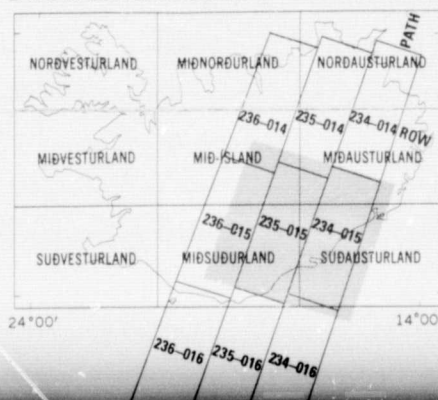 PATH
NORÐVESTURLAND MIÐNORÐURLAND NORÐAUSTURLAND
236-014 235-014 234-014 ROW
MIÐVESTURLAND MIÐ-ÍSLAND MIÐAUSTURLAND
236-015 235-015 234-015
SUÐVESTURLAND MIÐSUÐURLAND SUÐAUSTURLAND
24°00' 14°00'
236-016 235-016 234-016